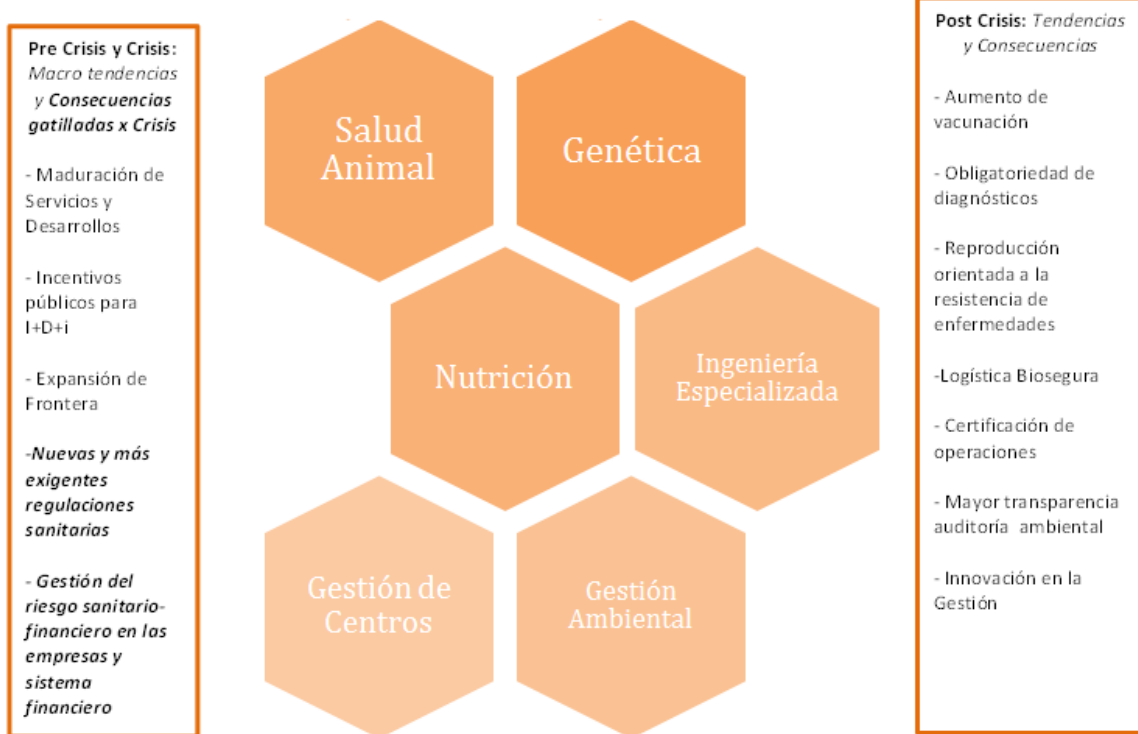 Pre Crisis y Crisis:
Macro tendencias
y Consecuencias
gatilladas x Crisis
- Maduración de
Servicios y
Desarrollos
- Incentivos
públicos para
I+D+i
- Expansión de
Frontera
-Nuevas y más
exigentes
regulaciones
sanitarias
- Gestión del
riesgo sanitario-
financiero en las
empresas y
sistema
financiero
Salud
Animal
Genética
Nutrición
Ingeniería
Especializada
Gestión de
Centros
Gestión
Ambiental
Post Crisis: Tendencias
y Consecuencias
- Aumento de
vacunación
- Obligatoriedad de
diagnósticos
- Reproducción
orientada a la
resistencia de
enfermedades
-Logística Biosegura
- Certificación de
operaciones
- Mayor transparencia
auditoría ambiental
- Innovación en la
Gestión